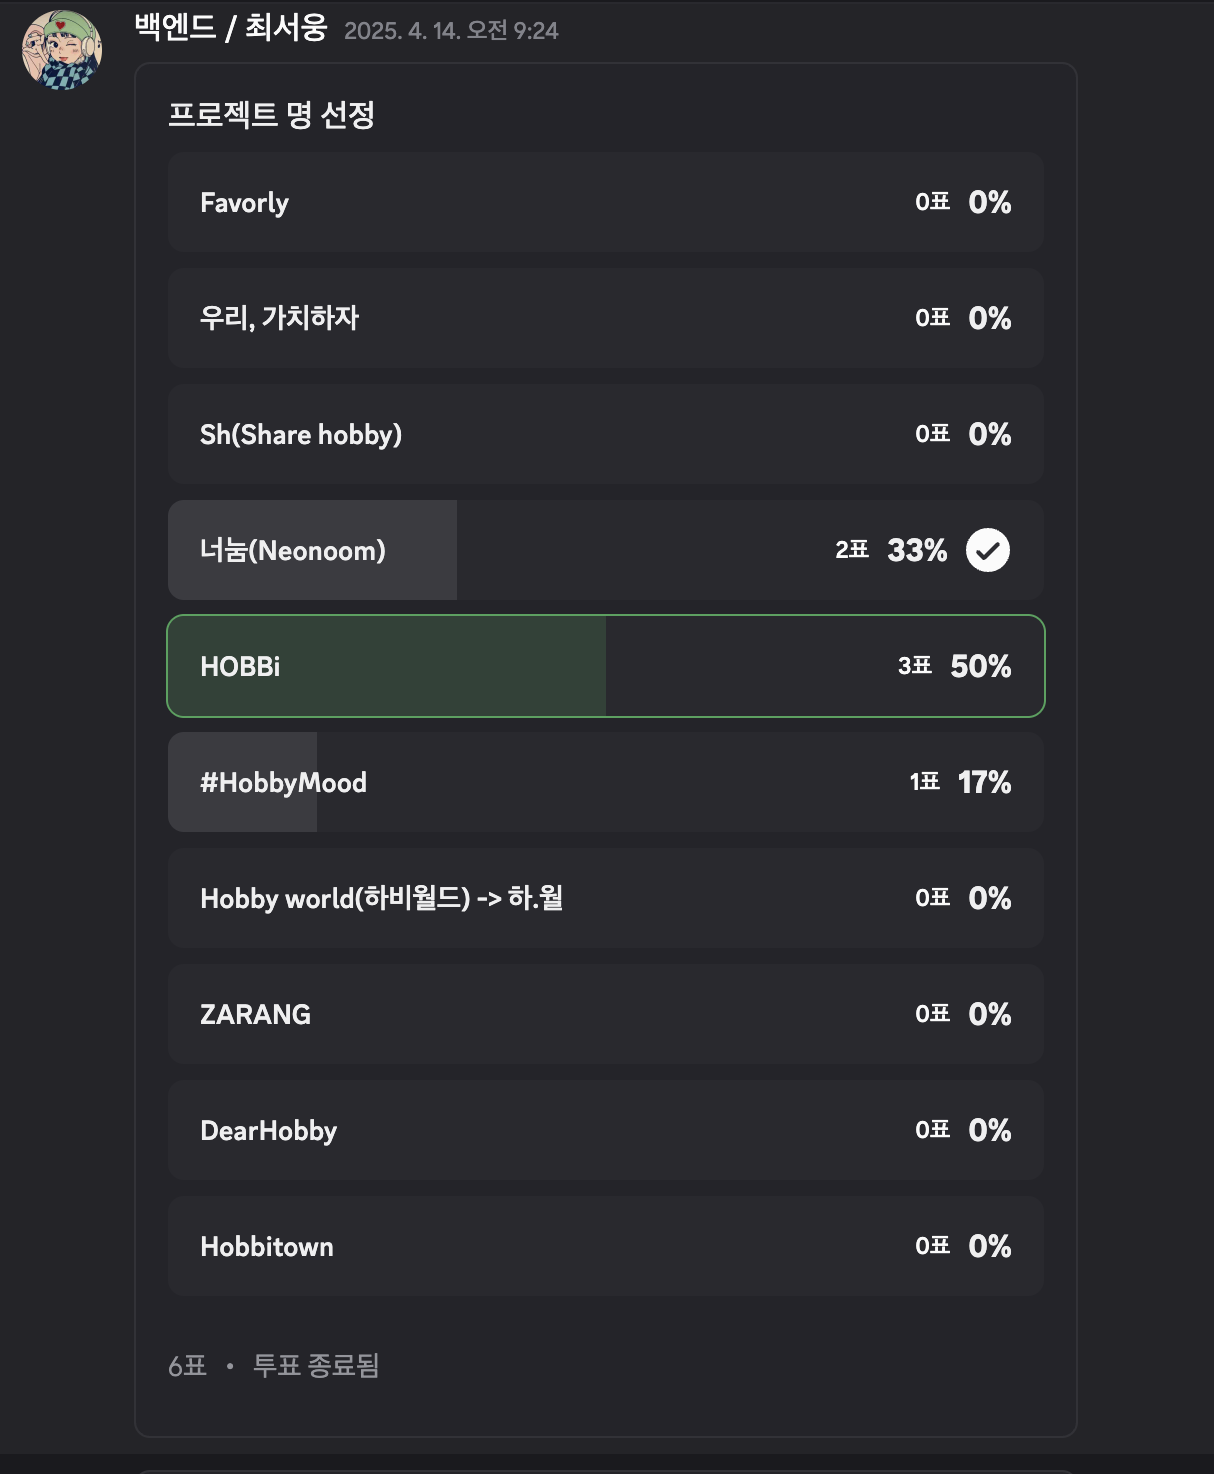 백엔드 / 최서웅 2025. 4. 14. 오전 9:24
프로젝트 명 선정
Favorly 0표 0%
우리, 가치하자 0표 0%
Sh(Share hobby) 0표 0%
너눔(Neonoom) 2표 33%
HOBBi 3표 50%
#HobbyMood 1표 17%
Hobby world(하비월드) -> 하.월 0표 0%
ZARANG 0표 0%
DearHobby 0표 0%
Hobbitown 0표 0%
6표 • 투표 종료됨